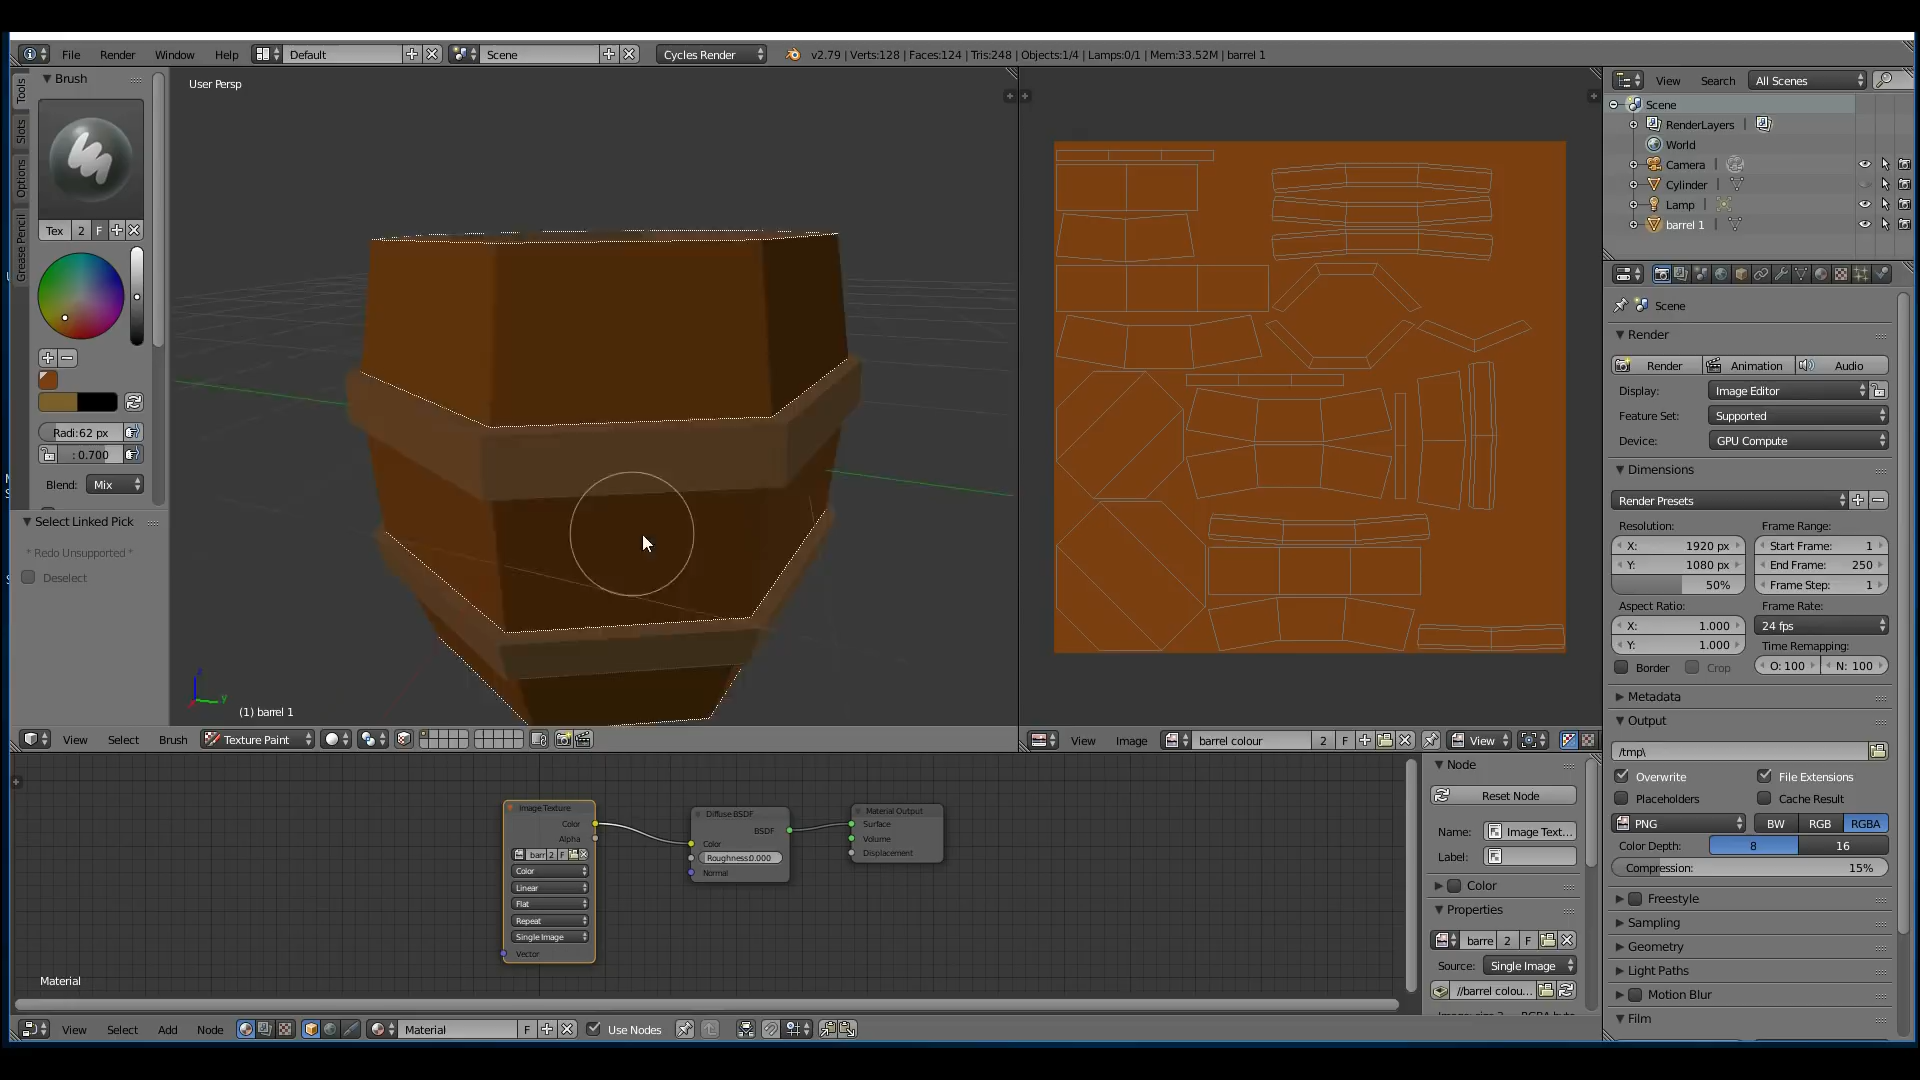 File Render Window Help Default Scene Cycles Render v2.79 | Verts:128 | Faces:124 | Tris:248 | Objects:1/4 | Lamps:0/1 | Mem:33.52M | barrel 1
Tools
Slots
Options
Grease Pencil
Brush
Tex 2 F
Radi:62 px
: 0.700
Blend: Mix
Select Linked Pick
* Redo Unsupported *
Deselect
User Persp
z
y
(1) barrel 1
View Select Brush Texture Paint
View Image barrel colour 2 F View
View Search All Scenes
Scene
RenderLayers
World
Camera
Cylinder
Lamp
barrel 1
Scene
Render
Render Animation Audio
Display: Image Editor
Feature Set: Supported
Device: GPU Compute
Dimensions
Render Presets
Resolution: Frame Range:
X: 1920 px Start Frame: 1
Y: 1080 px End Frame: 250
50% Frame Step: 1
Aspect Ratio: Frame Rate:
X: 1.000 24 fps
Y: 1.000 Time Remapping:
Border Crop O: 100 N: 100
Metadata
Output
/tmp\
Overwrite File Extensions
Placeholders Cache Result
PNG BW RGB RGBA
Color Depth: 8 16
Compression: 15%
Freestyle
Sampling
Geometry
Light Paths
Motion Blur
Film
Image Texture
Color
Alpha
barr 2 F
Color
Linear
Flat
Repeat
Single Image
Vector
Diffuse BSDF
BSDF
Color
Roughness:0.000
Normal
Material Output
Surface
Volume
Displacement
Material
Node
Reset Node
Name: Image Text...
Label:
Color
Properties
barre 2 F
Source: Single Image
//barrel colou...
View Select Add Node Material F Use Nodes